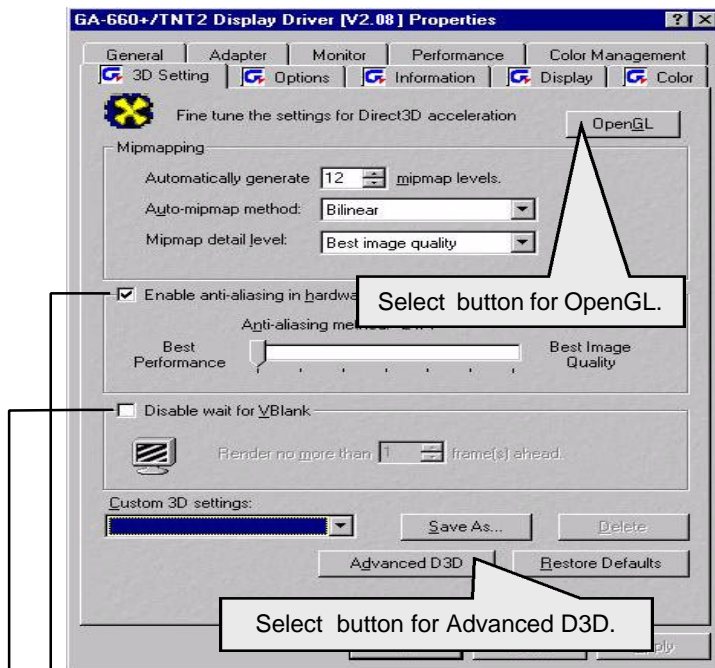 GA-660+/TNT2 Display Driver [V2.08] Properties
General Adapter Monitor Performance Color Management
3D Setting Options Information Display Color
Fine tune the settings for Direct3D acceleration
OpenGL
Mipmapping
Automatically generate 12 mipmap levels.
Auto-mipmap method: Bilinear
Mipmap detail level: Best image quality
Select button for OpenGL.
Enable anti-aliasing in
Anti-aliasing
Best Performance
Best Image Quality
Disable wait for VBlank
Render no more than 1 frame(s) ahead.
Custom 3D settings:
Save As... Delete
Advanced D3D Restore Defaults
Select button for Advanced D3D.